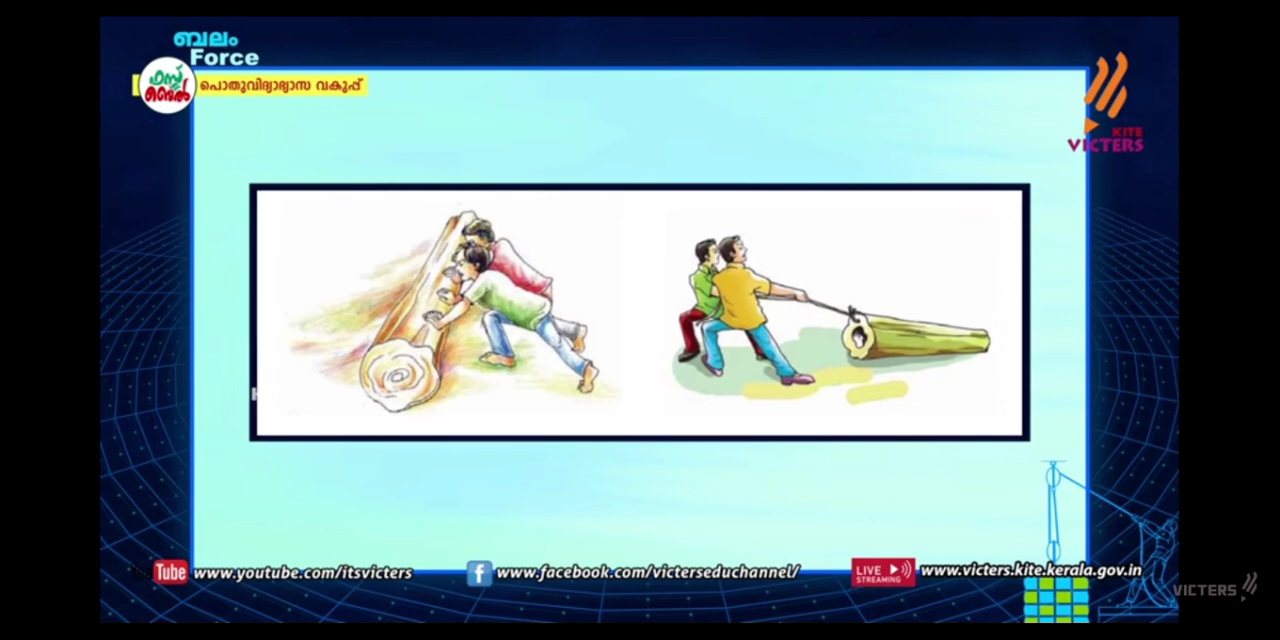 ബലം
Force
ഫസ്റ്റ്
ബെൽ
പൊതുവിദ്യാഭ്യാസ വകുപ്പ്
KITE
VICTERS
Tube www.youtube.com/itsvicters
f www.facebook.com/victerseduchannel/
LIVE
STREAMING
www.victers.kite.kerala.gov.in
VICTERS